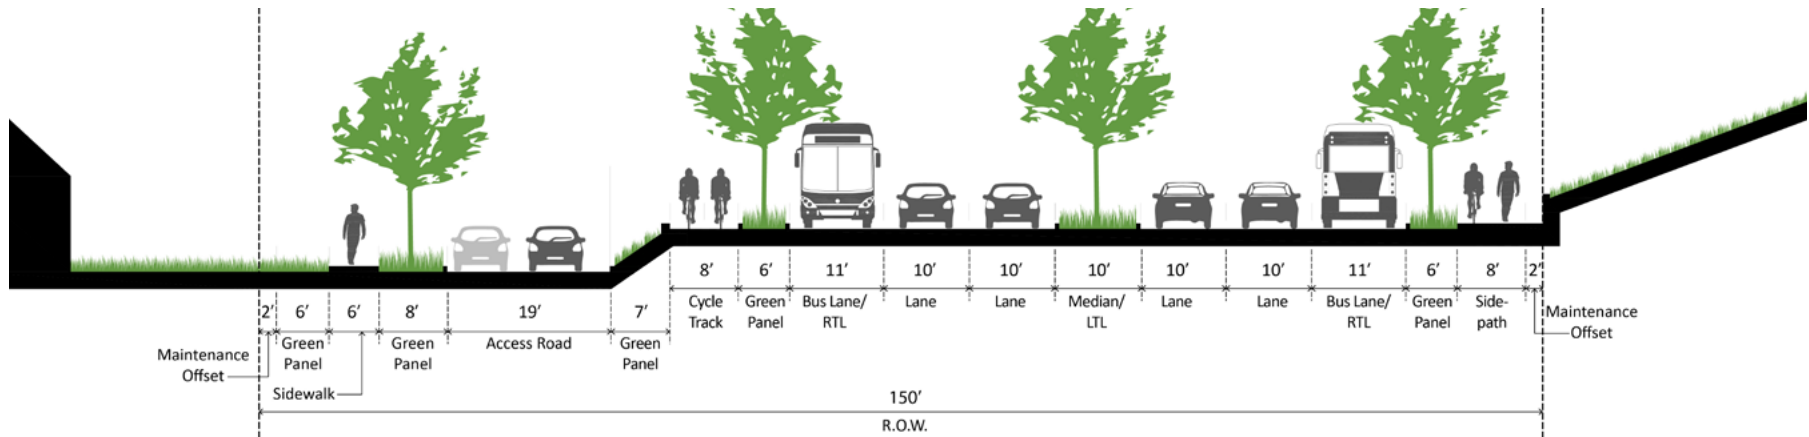 8’ 6’ 11’ 10’ 10’ 10’ 10’ 10’ 11’ 6’ 8’ 2’
Cycle Track
Green Panel
Bus Lane/ RTL
Lane
Lane
Median/ LTL
Lane
Lane
Bus Lane/ RTL
Green Panel
Side- path
Maintenance Offset
2’ 6’ 6’ 8’ 19’ 7’
Maintenance Offset
Green Panel
Sidewalk
Green Panel
Access Road
Green Panel
150’
R.O.W.